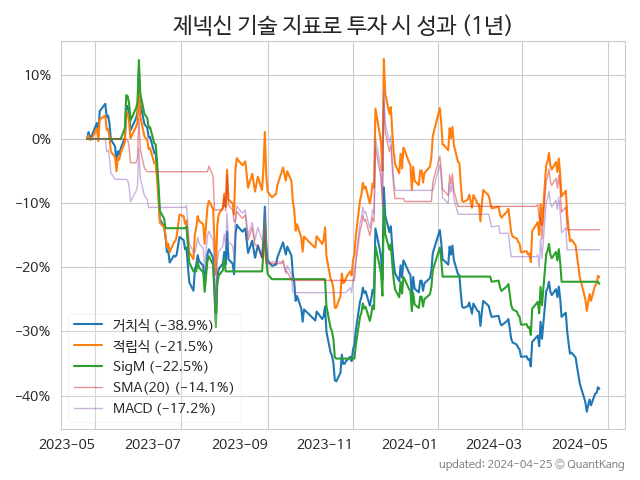 제넥신 기술 지표로 투자 시 성과 (1년)
10%
0%
−10%
−20%
−30%
−40%
거치식 (−38.9%)
적립식 (−21.5%)
SigM (−22.5%)
SMA(20) (−14.1%)
MACD (−17.2%)
2023-05 2023-07 2023-09 2023-11 2024-01 2024-03 2024-05
updated: 2024-04-25 © QuantKang